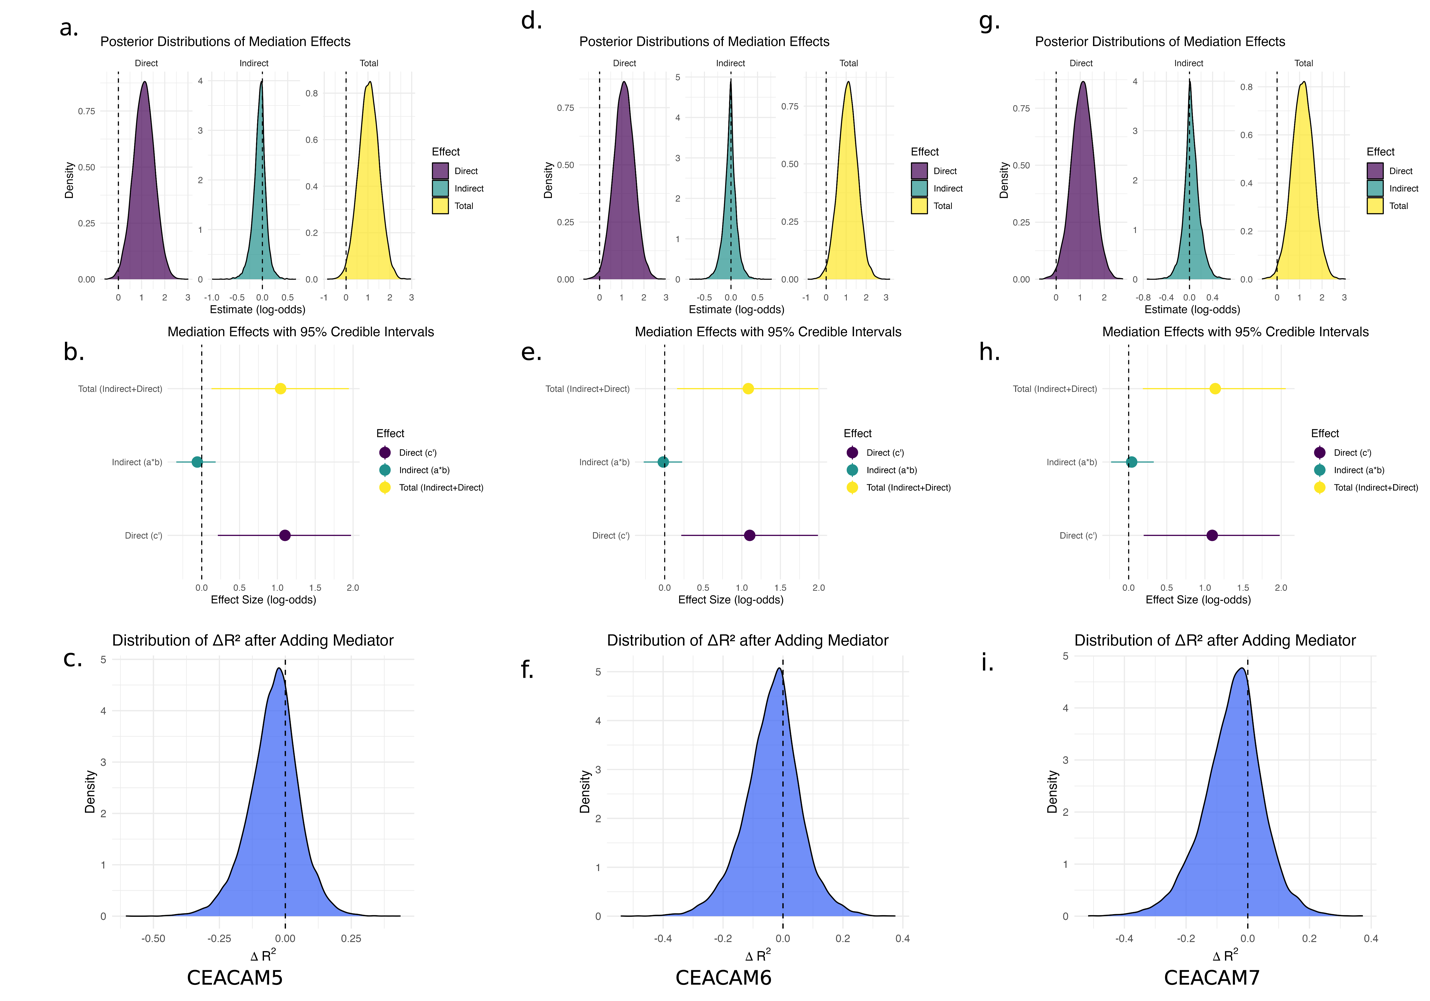 a.
Posterior Distributions of Mediation Effects
Direct Indirect Total
Density
0.00 0.25 0.50 0.75
0 1 2 3 4
0.0 0.2 0.4 0.6 0.8
0 1 2 3
-1.0 -0.5 0.0 0.5
-1 0 1 2 3
Estimate (log-odds)
Effect
Direct
Indirect
Total
b.
Mediation Effects with 95% Credible Intervals
Total (Indirect+Direct)
Indirect (a*b)
Direct (c')
0.0 0.5 1.0 1.5 2.0
Effect Size (log-odds)
Effect
Direct (c')
Indirect (a*b)
Total (Indirect+Direct)
c.
Distribution of ΔR² after Adding Mediator
Density
0 1 2 3 4 5
-0.50 -0.25 0.00 0.25
Δ R²
CEACAM5
d.
Posterior Distributions of Mediation Effects
Direct Indirect Total
Density
0.00 0.25 0.50 0.75
0 1 2 3 4 5
0.00 0.25 0.50 0.75
0 1 2 3
-0.5 0.0 0.5
-1 0 1 2 3
Estimate (log-odds)
Effect
Direct
Indirect
Total
e.
Mediation Effects with 95% Credible Intervals
Total (Indirect+Direct)
Indirect (a*b)
Direct (c')
0.0 0.5 1.0 1.5 2.0
Effect Size (log-odds)
Effect
Direct (c')
Indirect (a*b)
Total (Indirect+Direct)
f.
Distribution of ΔR² after Adding Mediator
Density
0 1 2 3 4 5
-0.4 -0.2 0.0 0.2 0.4
Δ R²
CEACAM6
g.
Posterior Distributions of Mediation Effects
Direct Indirect Total
Density
0.00 0.25 0.50 0.75
0 1 2 3 4
0.0 0.2 0.4 0.6 0.8
0 1 2
-0.8 -0.4 0.0 0.4
0 1 2 3
Estimate (log-odds)
Effect
Direct
Indirect
Total
h.
Mediation Effects with 95% Credible Intervals
Total (Indirect+Direct)
Indirect (a*b)
Direct (c')
0.0 0.5 1.0 1.5 2.0
Effect Size (log-odds)
Effect
Direct (c')
Indirect (a*b)
Total (Indirect+Direct)
i.
Distribution of ΔR² after Adding Mediator
Density
0 1 2 3 4 5
-0.4 -0.2 0.0 0.2 0.4
Δ R²
CEACAM7